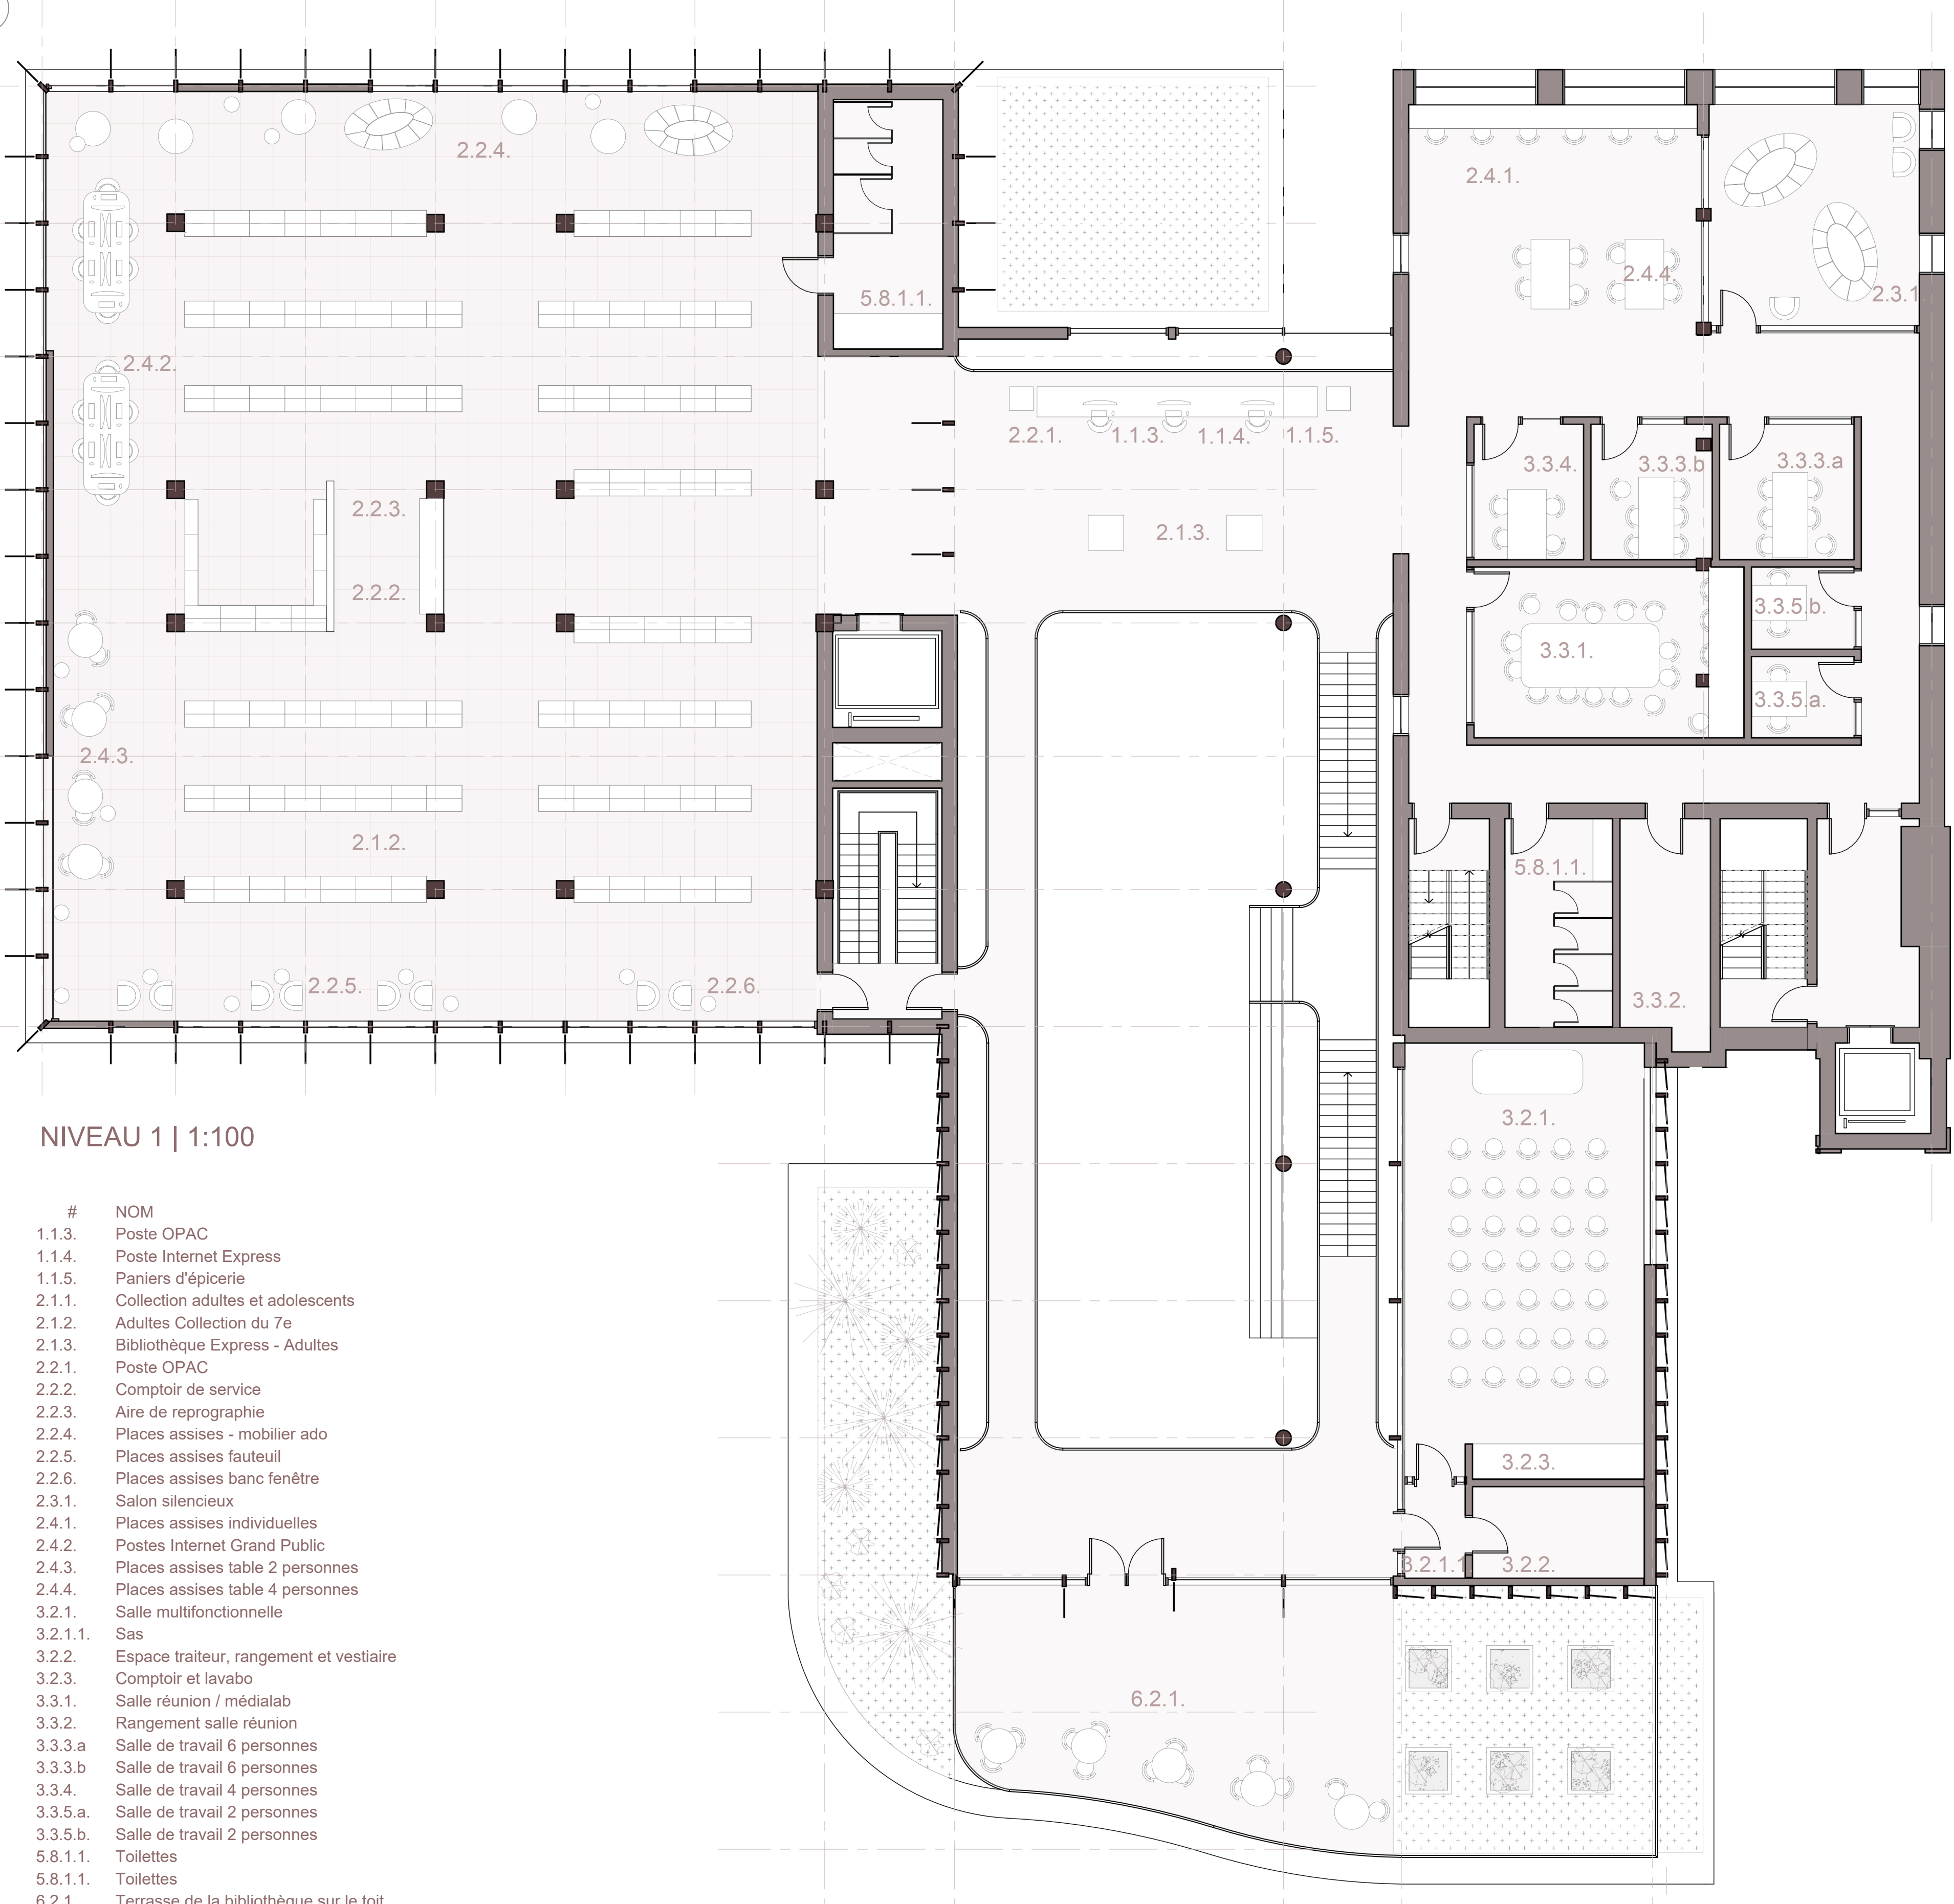 2.2.4.
2.4.1.
2.4.4.
2.3.1.
5.8.1.1.
2.4.2.
2.2.1.
1.1.3.
1.1.4.
1.1.5.
3.3.4.
3.3.3.b
3.3.3.a
2.2.3.
2.1.3.
2.2.2.
3.3.5.b.
3.3.1.
3.3.5.a.
2.4.3.
2.1.2.
5.8.1.1.
2.2.5.
2.2.6.
3.3.2.
3.2.1.
3.2.3.
3.2.1.1
3.2.2.
6.2.1.
NIVEAU 1 | 1:100
# NOM
1.1.3. Poste OPAC
1.1.4. Poste Internet Express
1.1.5. Paniers d'épicerie
2.1.1. Collection adultes et adolescents
2.1.2. Adultes Collection du 7e
2.1.3. Bibliothèque Express - Adultes
2.2.1. Poste OPAC
2.2.2. Comptoir de service
2.2.3. Aire de reprographie
2.2.4. Places assises - mobilier ado
2.2.5. Places assises fauteuil
2.2.6. Places assises banc fenêtre
2.3.1. Salon silencieux
2.4.1. Places assises individuelles
2.4.2. Postes Internet Grand Public
2.4.3. Places assises table 2 personnes
2.4.4. Places assises table 4 personnes
3.2.1. Salle multifonctionnelle
3.2.1.1. Sas
3.2.2. Espace traiteur, rangement et vestiaire
3.2.3. Comptoir et lavabo
3.3.1. Salle réunion / médialab
3.3.2. Rangement salle réunion
3.3.3.a Salle de travail 6 personnes
3.3.3.b Salle de travail 6 personnes
3.3.4. Salle de travail 4 personnes
3.3.5.a. Salle de travail 2 personnes
3.3.5.b. Salle de travail 2 personnes
5.8.1.1. Toilettes
5.8.1.1. Toilettes
6.2.1. Terrasse de la bibliothèque sur le toit